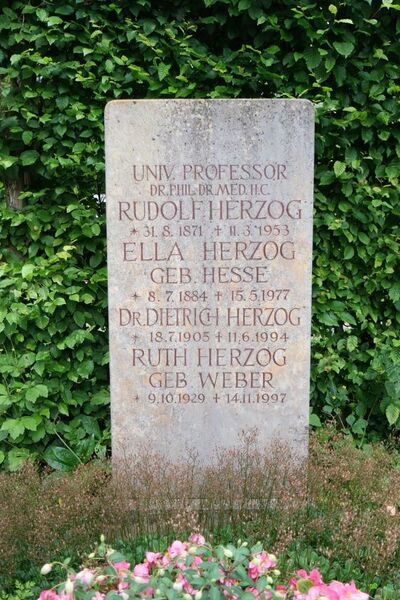 UNIV. PROFESSOR
DR. PHIL. DR. MED. H. C.
RUDOLF HERZOG
* 31. 8. 1871 + 11. 3. 1953
ELLA HERZOG
GEB. HESSE
* 8. 7. 1884 + 15. 5. 1977
DR. DIETRICH HERZOG
* 18. 7. 1905 + 11. 6. 1994
RUTH HERZOG
GEB WEBER
* 9. 10. 1929 + 14. 11. 1997